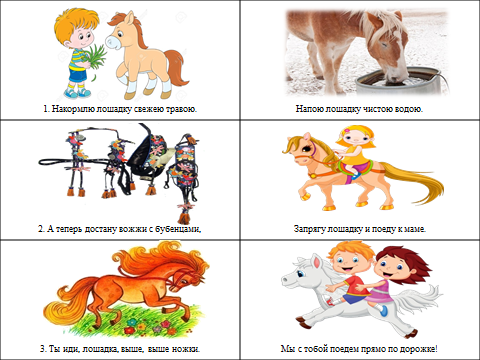 1. Накормлю лошадку свежею травою.
Напою лошадку чистою водою.
2. А теперь достану вожжи с бубенцами,
Запрягу лошадку и поеду к маме.
3. Ты иди, лошадка, выше, выше ножки.
Мы с тобой поедем прямо по дорожке!